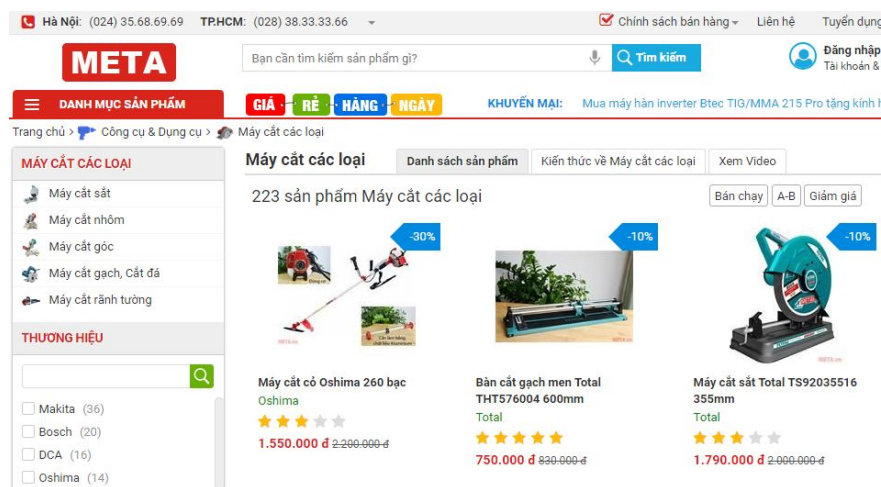 Hà Nội: (024) 35.68.69.69 TP.HCM: (028) 38.33.33.66 Chính sách bán hàng Liên hệ Tuyển dụng
META
Bạn cần tìm kiếm sản phẩm gì? Tìm kiếm
Đăng nhập
Tài khoản &
DANH MỤC SẢN PHẨM GIÁ RẺ HÀNG NGÀY KHUYẾN MẠI: Mua máy hàn inverter Btec TIG/MMA 215 Pro tặng kính h
Trang chủ > Công cụ & Dụng cụ > Máy cắt các loại
MÁY CẮT CÁC LOẠI
Máy cắt sắt
Máy cắt nhôm
Máy cắt góc
Máy cắt gạch, Cắt đá
Máy cắt rãnh tường
THƯƠNG HIỆU
Makita (36)
Bosch (20)
DCA (16)
Oshima (14)
Máy cắt các loại Danh sách sản phẩm Kiến thức về Máy cắt các loại Xem Video
223 sản phẩm Máy cắt các loại Bán chạy A-B Giảm giá
-30%
Máy cắt cỏ Oshima 260 bạc
Oshima
1.550.000 đ 2.200.000 đ
-10%
META.vn
Bàn cắt gạch men Total
THT576004 600mm
Total
750.000 đ 830.000 đ
-10%
META.vn
Máy cắt sắt Total TS92035516
355mm
Total
1.790.000 đ 2.000.000 đ